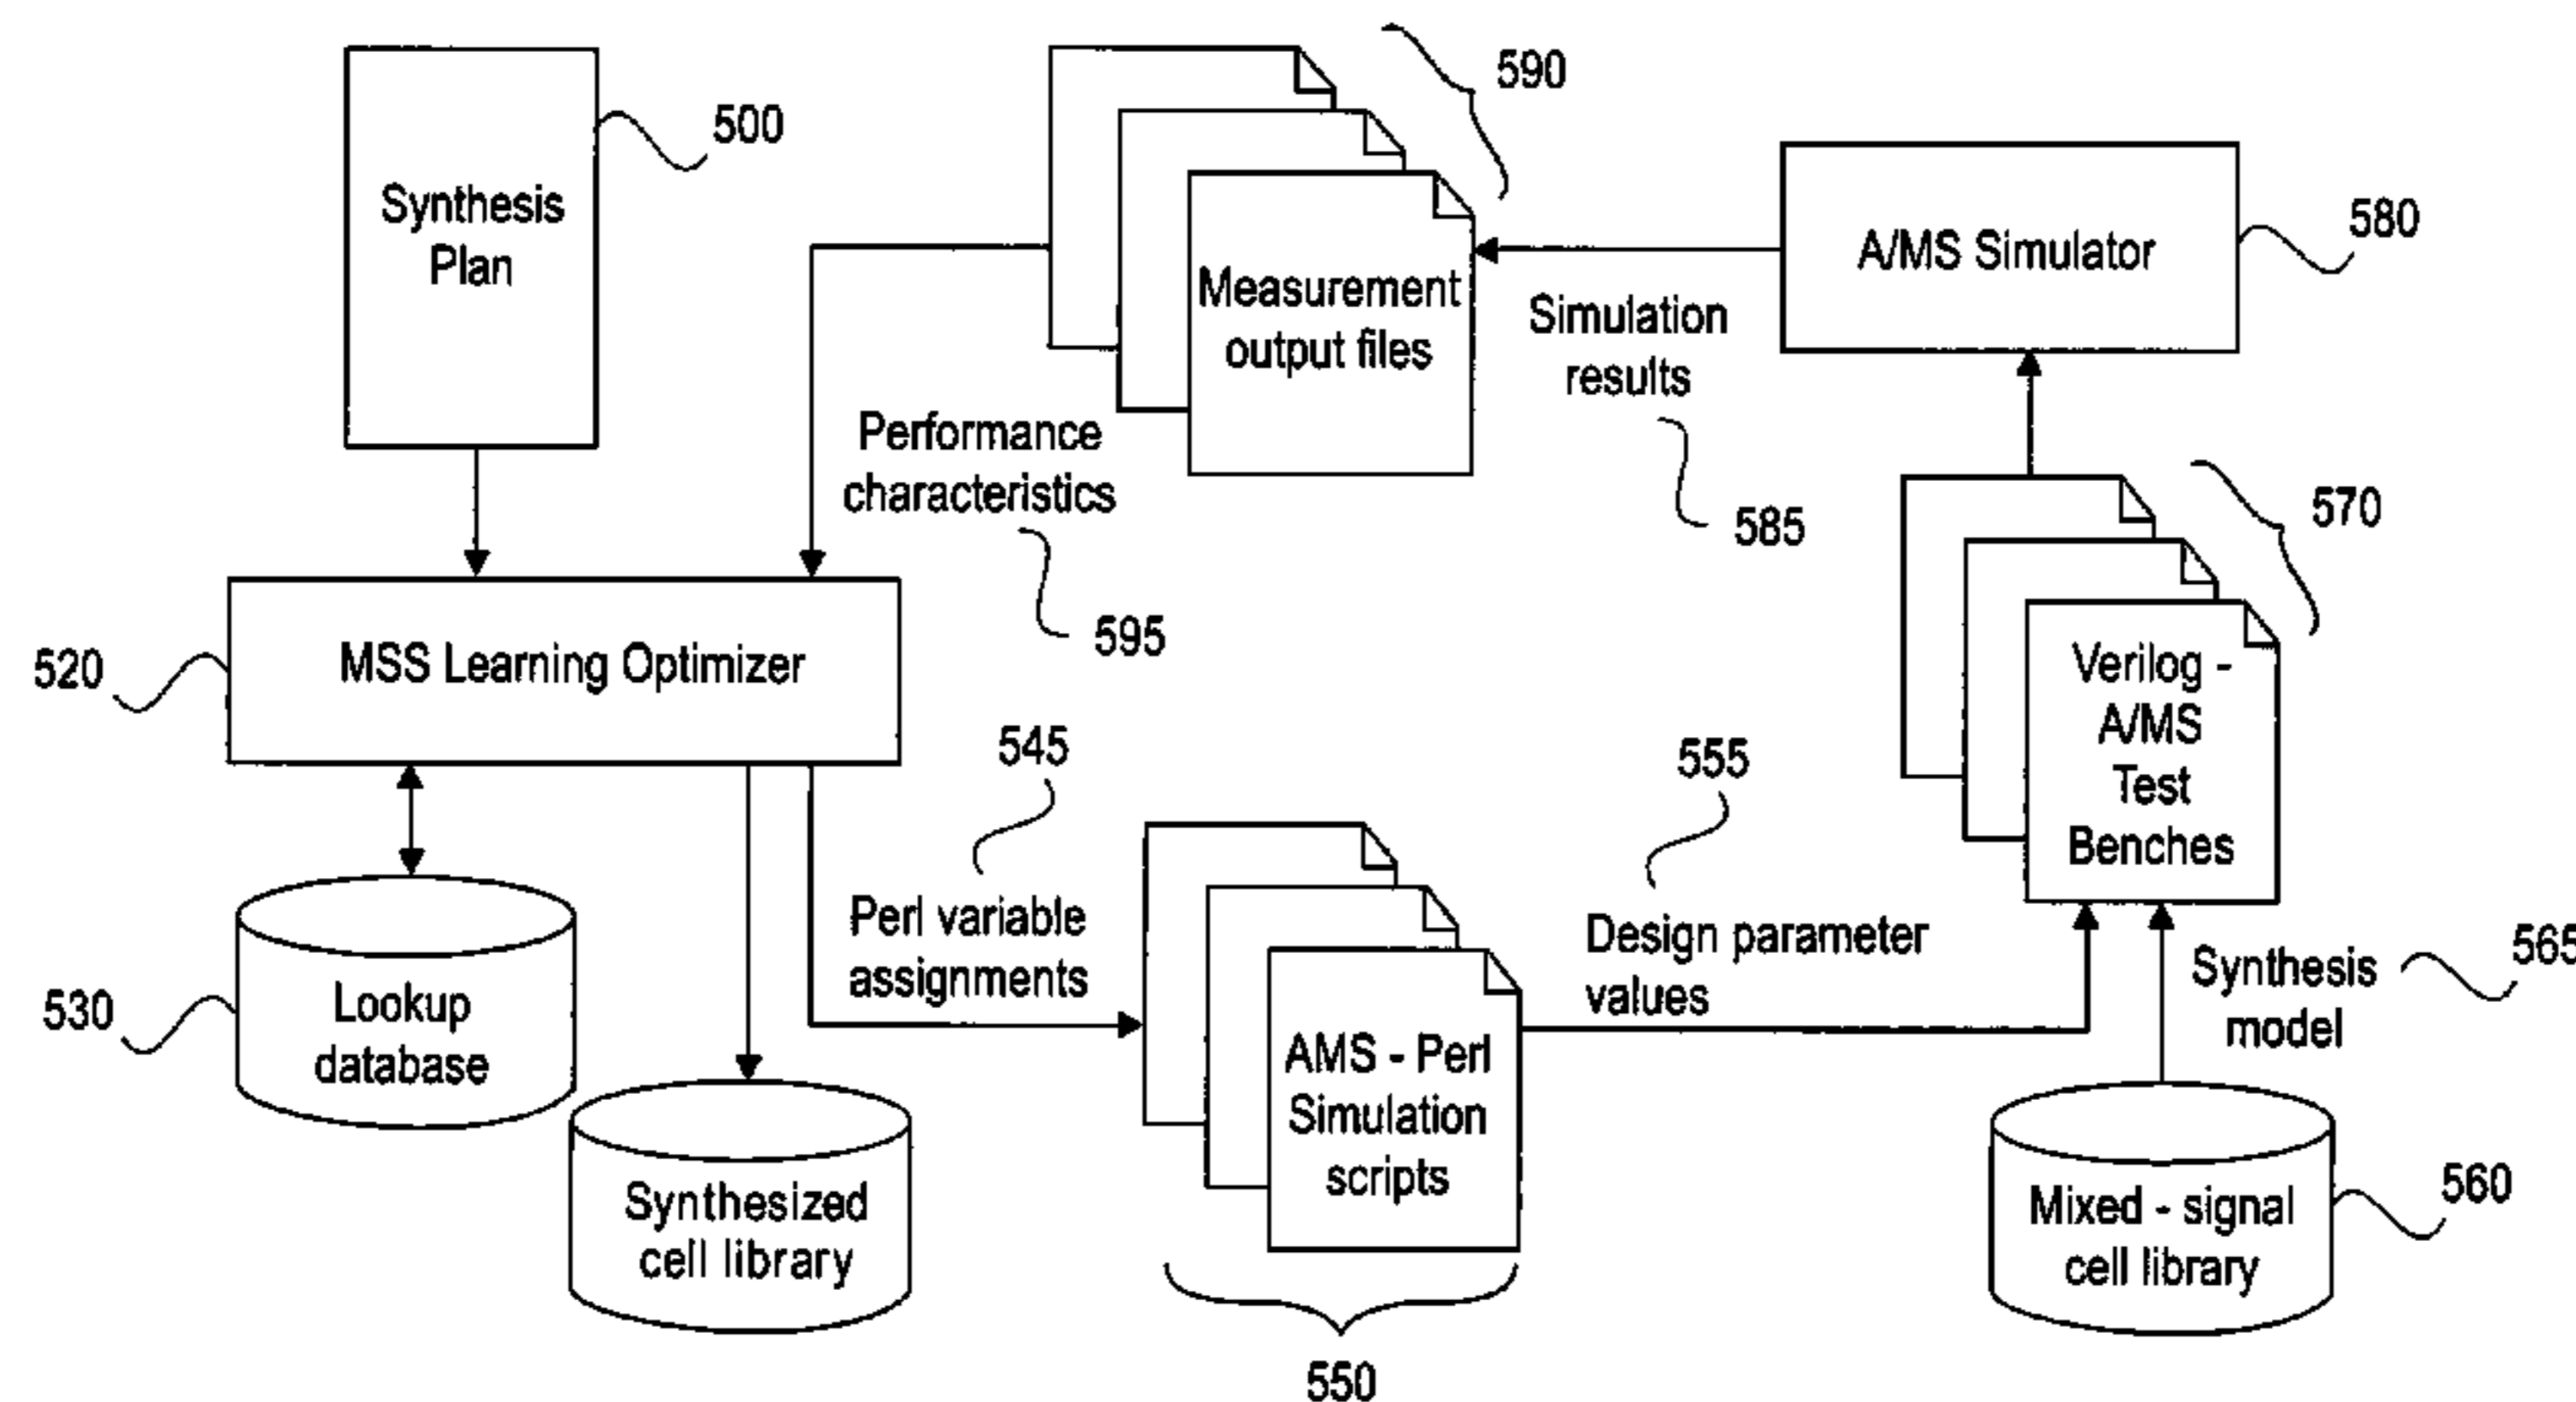 Synthesis
Plan
500
590
Measurement
output files
A/MS Simulator
580
Simulation
results
585
Performance
characteristics
595
570
Verilog -
A/MS
Test
Benches
520
MSS Learning Optimizer
545
Perl variable
assignments
555
Design parameter
values
565
Synthesis
model
530
Lookup
database
Synthesized
cell library
AMS - Perl
Simulation
scripts
550
Mixed - signal
cell library
560